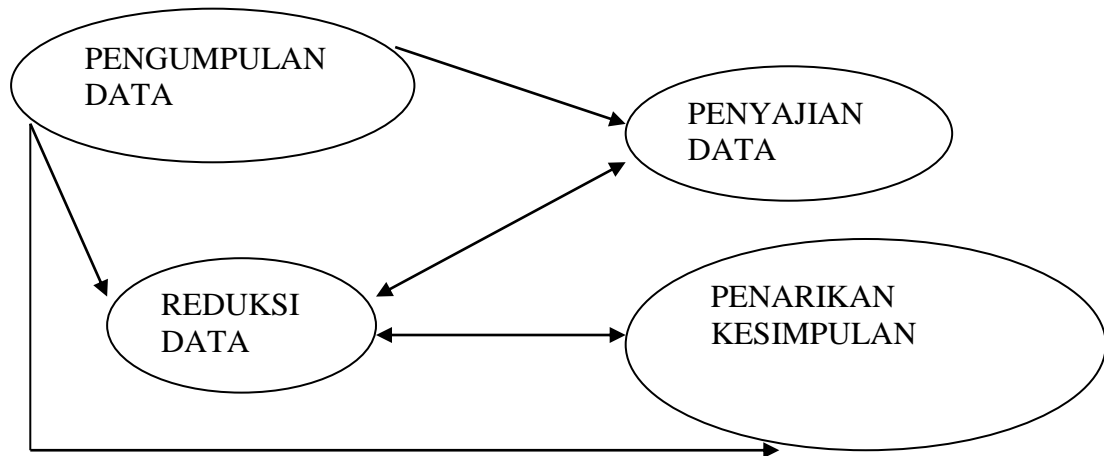 PENGUMPULAN
DATA
PENYAJIAN
DATA
REDUKSI
DATA
PENARIKAN
KESIMPULAN